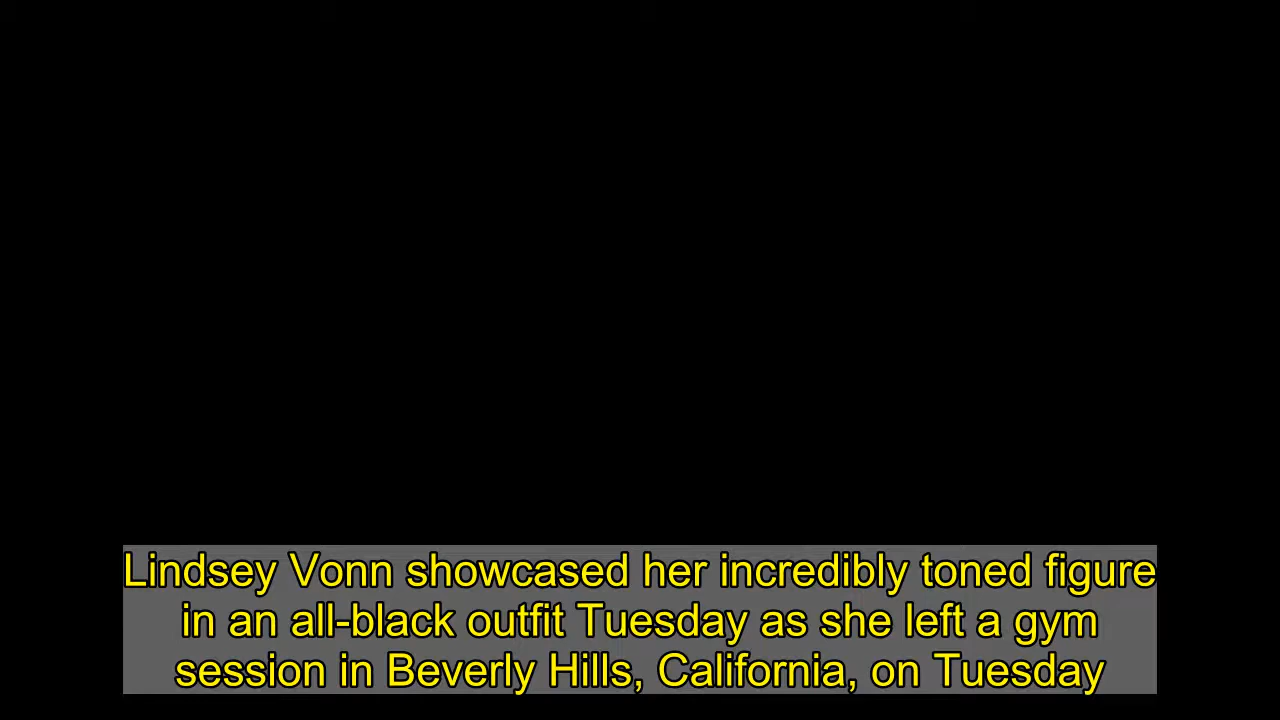 Lindsey Vonn showcased her incredibly toned figure
in an all-black outfit Tuesday as she left a gym
session in Beverly Hills, California, on Tuesday